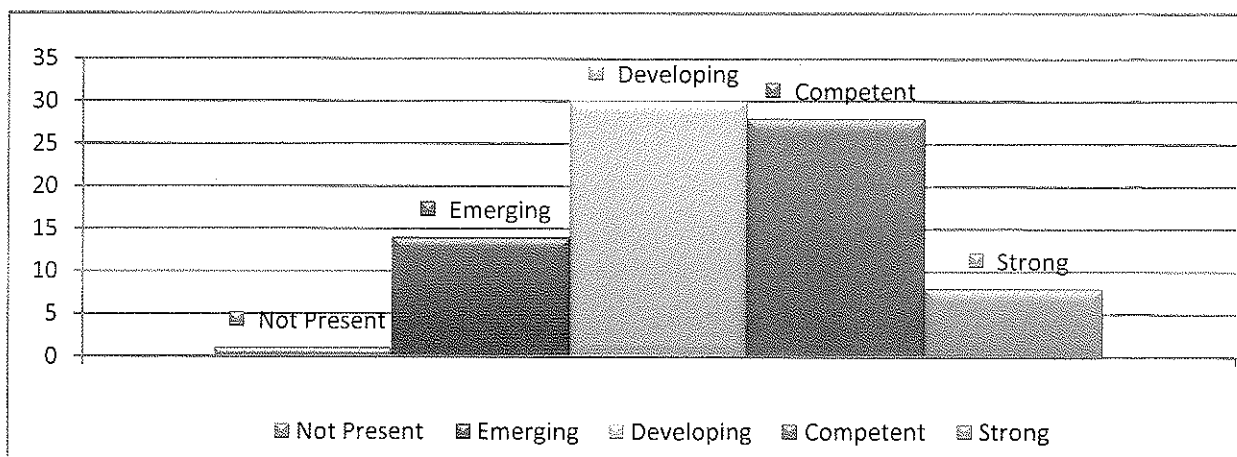 35
Developing
30
Competent
25
20
Emerging
15
10
Strong
5
Not Present
0
Not Present Emerging Developing Competent Strong